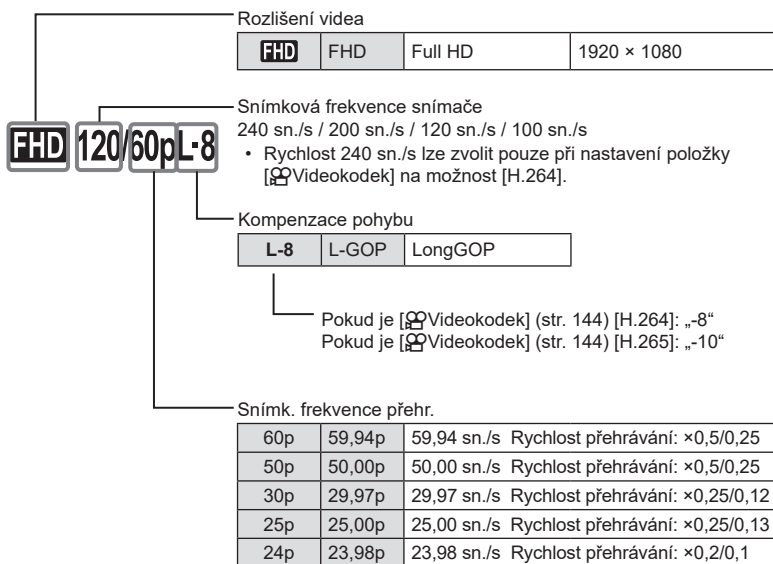 Rozlišení videa
FHD FHD Full HD 1920 × 1080
Snímková frekvence snímače
240 sn./s / 200 sn./s / 120 sn./s / 100 sn./s
• Rychlost 240 sn./s lze zvolit pouze při nastavení položky
[Videokodek] na možnost [H.264].
FHD 120/60pL-8
Kompenzace pohybu
L-8 L-GOP LongGOP
Pokud je [Videokodek] (str. 144) [H.264]: „-8“
Pokud je [Videokodek] (str. 144) [H.265]: „-10“
Snímk. frekvence přehr.
60p 59,94p 59,94 sn./s Rychlost přehrávání: ×0,5/0,25
50p 50,00p 50,00 sn./s Rychlost přehrávání: ×0,5/0,25
30p 29,97p 29,97 sn./s Rychlost přehrávání: ×0,25/0,12
25p 25,00p 25,00 sn./s Rychlost přehrávání: ×0,25/0,13
24p 23,98p 23,98 sn./s Rychlost přehrávání: ×0,2/0,1